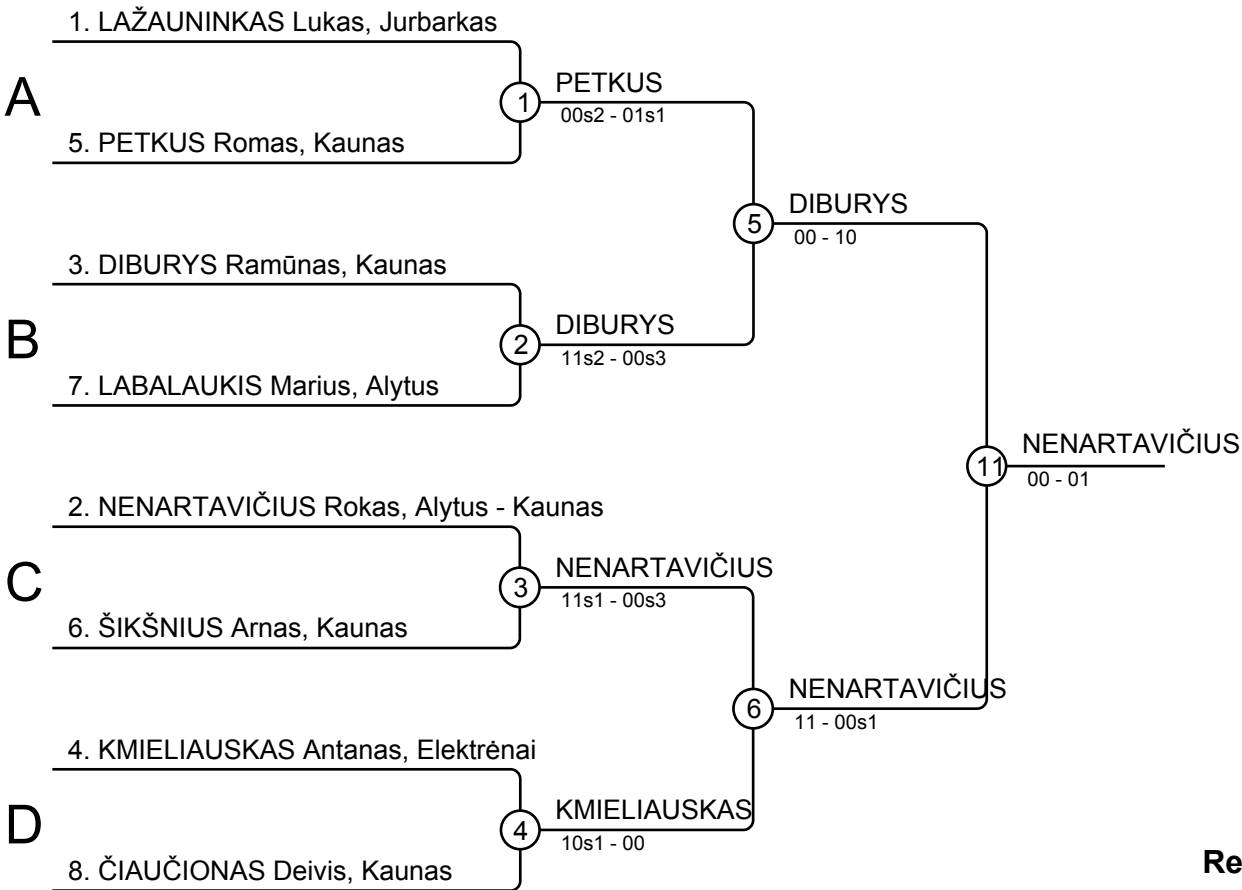 1. LAŽAUNINKAS Lukas, Jurbarkas
A
1
PETKUS
00s2 - 01s1
5. PETKUS Romas, Kaunas
5
DIBURYS
00 - 10
3. DIBURYS Ramūnas, Kaunas
B
2
DIBURYS
11s2 - 00s3
7. LABALAUKIS Marius, Alytus
11
NENARTAVIČIUS
00 - 01
2. NENARTAVIČIUS Rokas, Alytus - Kaunas
C
3
NENARTAVIČIUS
11s1 - 00s3
6. ŠIKŠNIUS Arnas, Kaunas
6
NENARTAVIČIUS
11 - 00s1
4. KMIELIAUSKAS Antanas, Elektrėnai
D
4
KMIELIAUSKAS
10s1 - 00
8. ČIAUČIONAS Deivis, Kaunas
Re